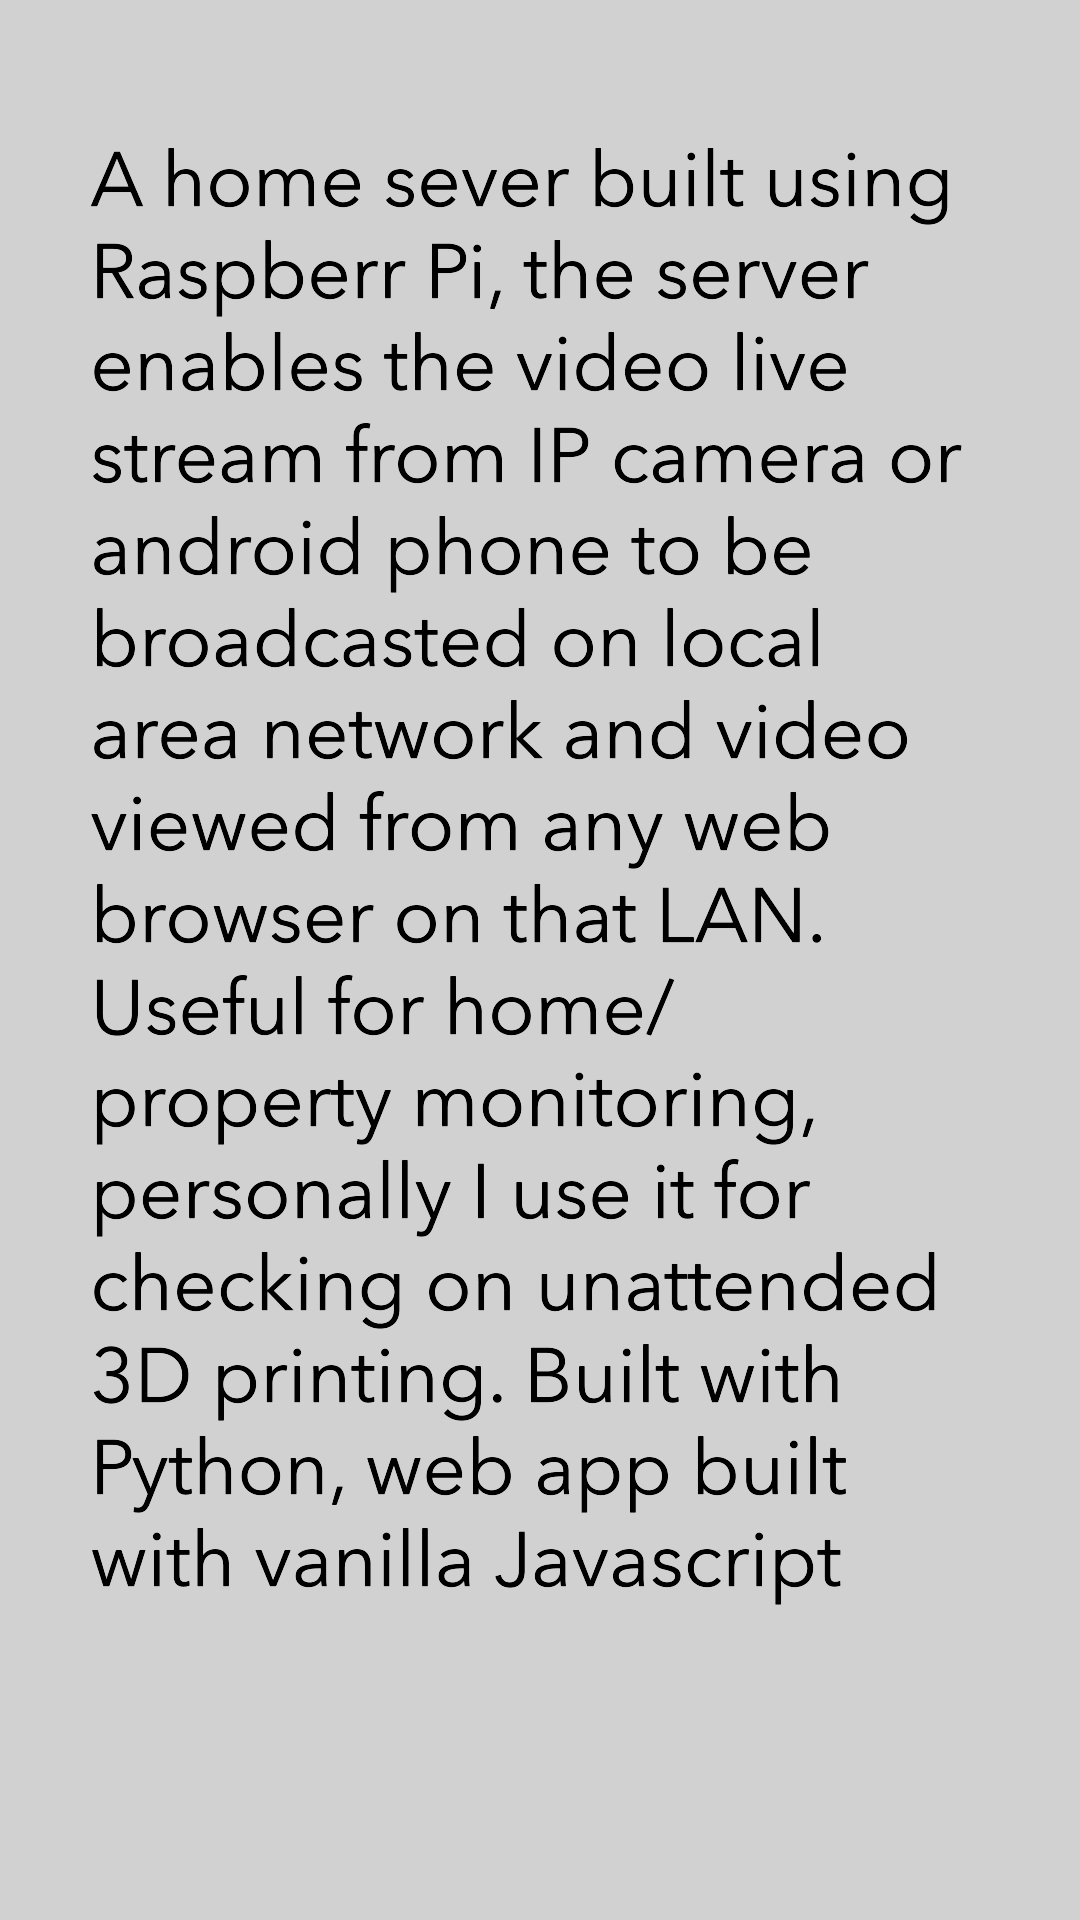 A home sever built using
Raspberr Pi, the server
enables the video live
stream from IP camera or
android phone to be
broadcasted on local
area network and video
viewed from any web
browser on that LAN.
Useful for home/
property monitoring,
personally I use it for
checking on unattended
3D printing. Built with
Python, web app built
with vanilla Javascript